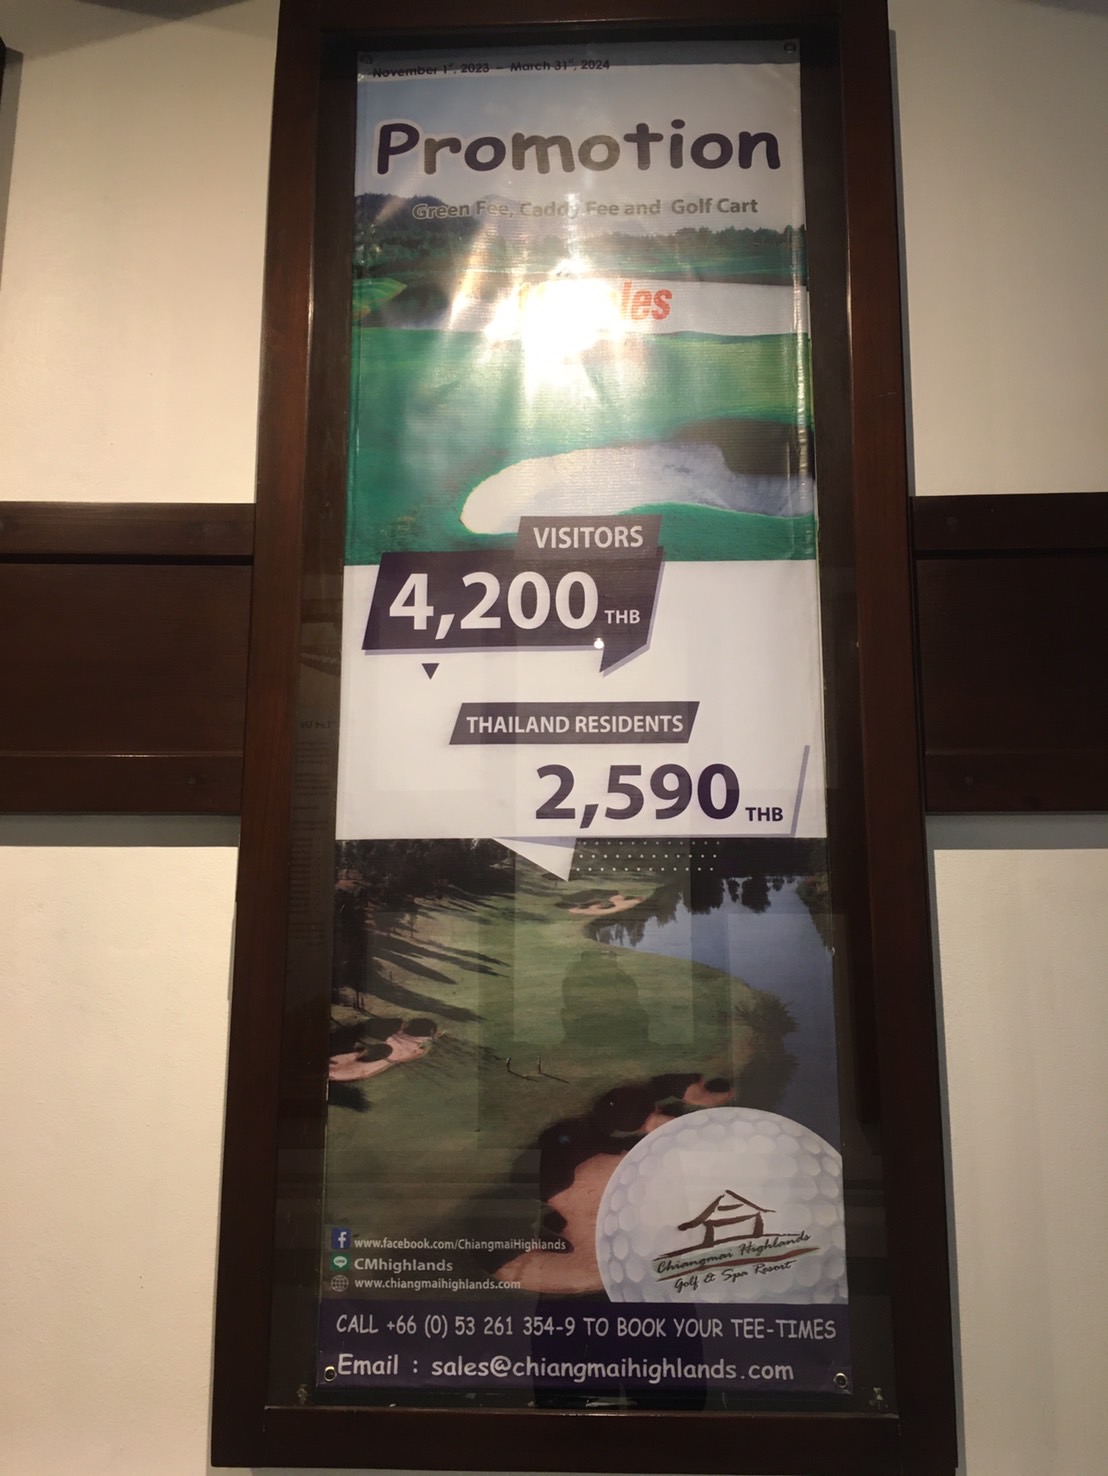 November 1st, 2023 – March 31st, 2024
Promotion
Green Fee, Caddy Fee and Golf Cart
VISITORS
4,200 THB
THAILAND RESIDENTS
2,590 THB
www.facebook.com/ChiangmaiHighlands
CMhighlands
www.chiangmaihighlands.com
Chiangmai Highlands
Golf & Spa Resort
CALL +66 (0) 53 261 354-9 TO BOOK YOUR TEE-TIMES
Email : sales@chiangmaihighlands.com